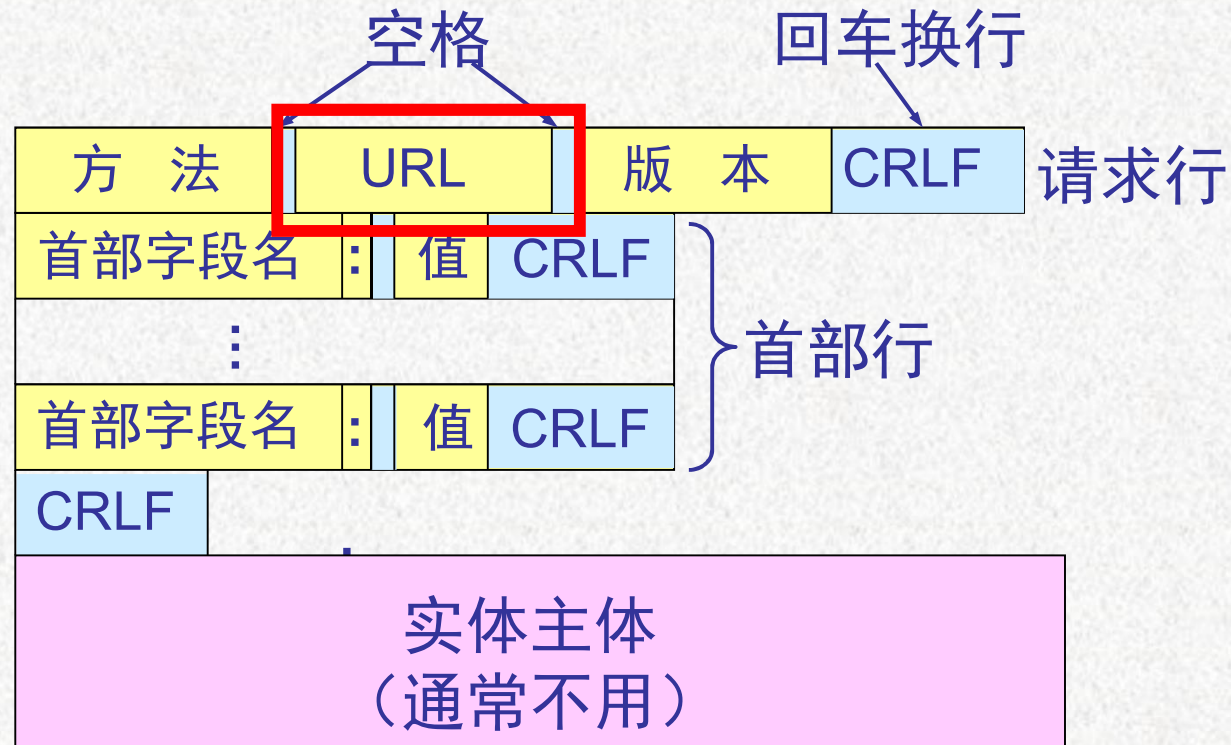 空格 回车换行
方 法 URL 版 本 CRLF 请求行
首部字段名 : 值 CRLF
⋮ 首部行
首部字段名 : 值 CRLF
CRLF
实体主体
（通常不用）